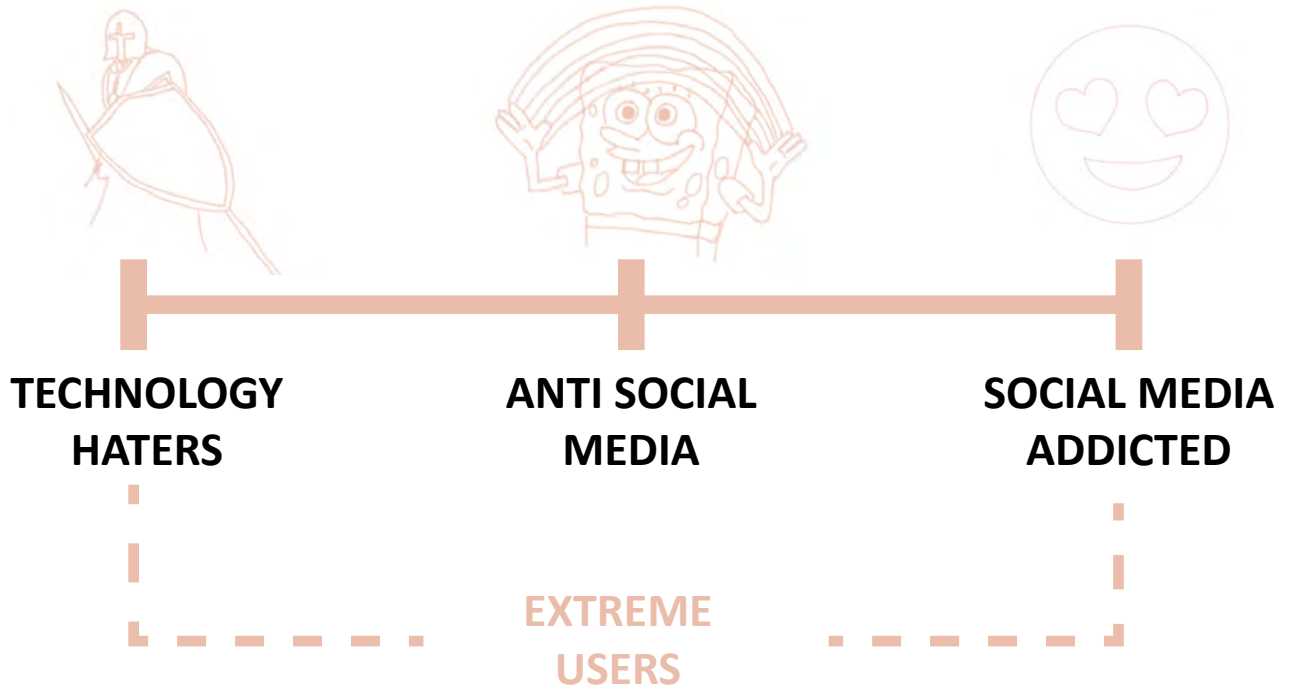 TECHNOLOGY
HATERS
ANTI SOCIAL
MEDIA
SOCIAL MEDIA
ADDICTED
EXTREME
USERS